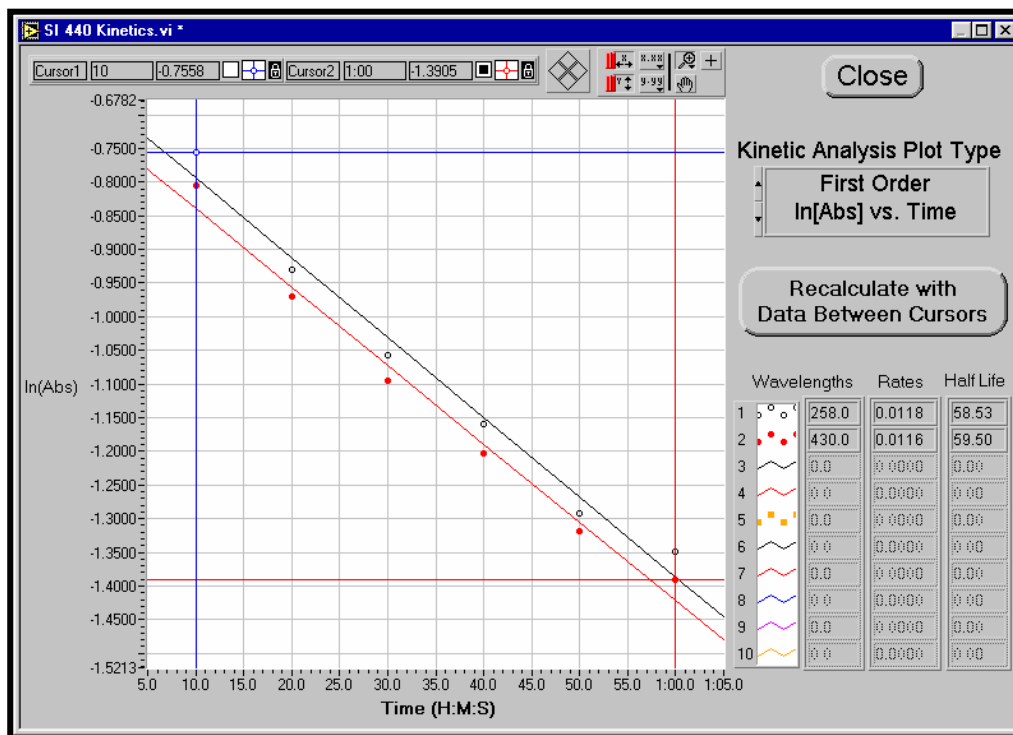 SI 440 Kinetics.vi *
Cursor1 10 -0.7558 Cursor2 1:00 -1.3905
X X.XX
Y y.yy
Close
Kinetic Analysis Plot Type
First Order
ln[Abs] vs. Time
Recalculate with
Data Between Cursors
ln(Abs)
-0.6782
-0.7500
-0.8000
-0.8500
-0.9000
-0.9500
-1.0000
-1.0500
-1.1000
-1.1500
-1.2000
-1.2500
-1.3000
-1.3500
-1.4000
-1.4500
-1.5213
5.0 10.0 15.0 20.0 25.0 30.0 35.0 40.0 45.0 50.0 55.0 1:00.0 1:05.0
Time (H:M:S)
Wavelengths Rates Half Life
1 258.0 0.0118 58.53
2 430.0 0.0116 59.50
3 0.0 0.0000 0.00
4 0.0 0.0000 0.00
5 0.0 0.0000 0.00
6 0.0 0.0000 0.00
7 0.0 0.0000 0.00
8 0.0 0.0000 0.00
9 0.0 0.0000 0.00
10 0.0 0.0000 0.00